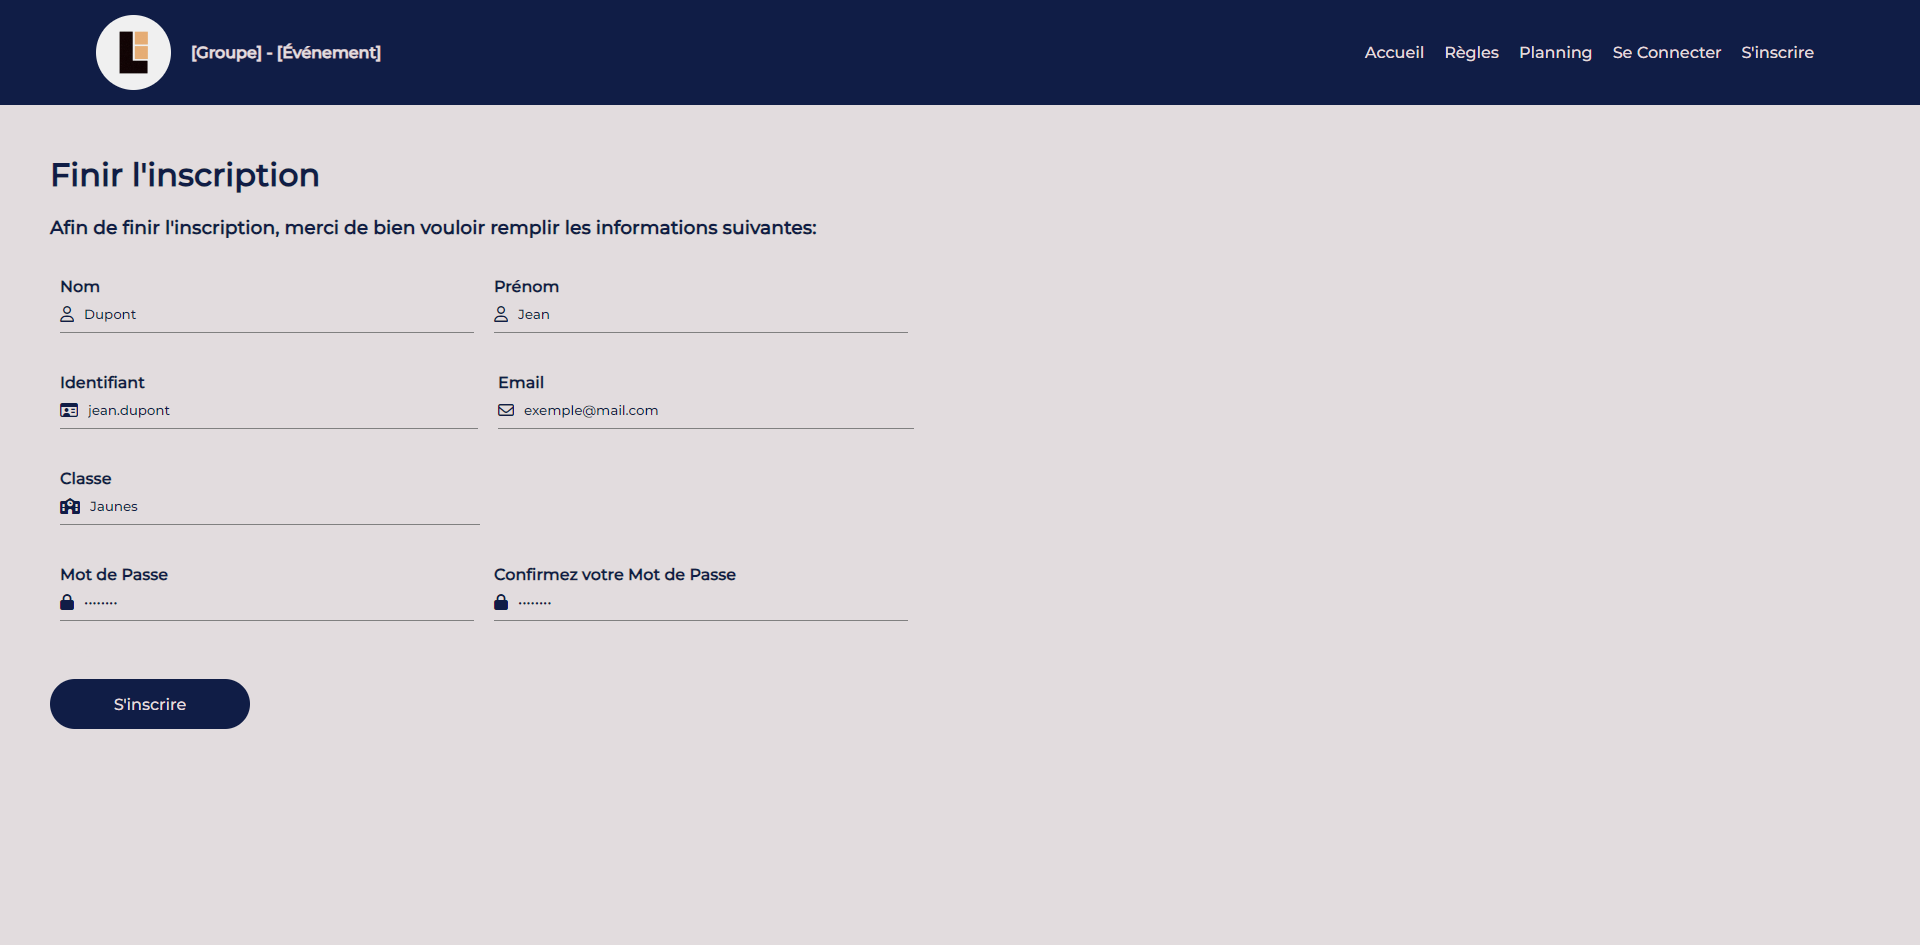 [Groupe] - [Événement]
Accueil Règles Planning Se Connecter S'inscrire
Finir l'inscription
Afin de finir l'inscription, merci de bien vouloir remplir les informations suivantes:
Nom Prénom
Dupont Jean
Identifiant Email
jean.dupont exemple@mail.com
Classe
Jaunes
Mot de Passe Confirmez votre Mot de Passe
........ ........
S'inscrire